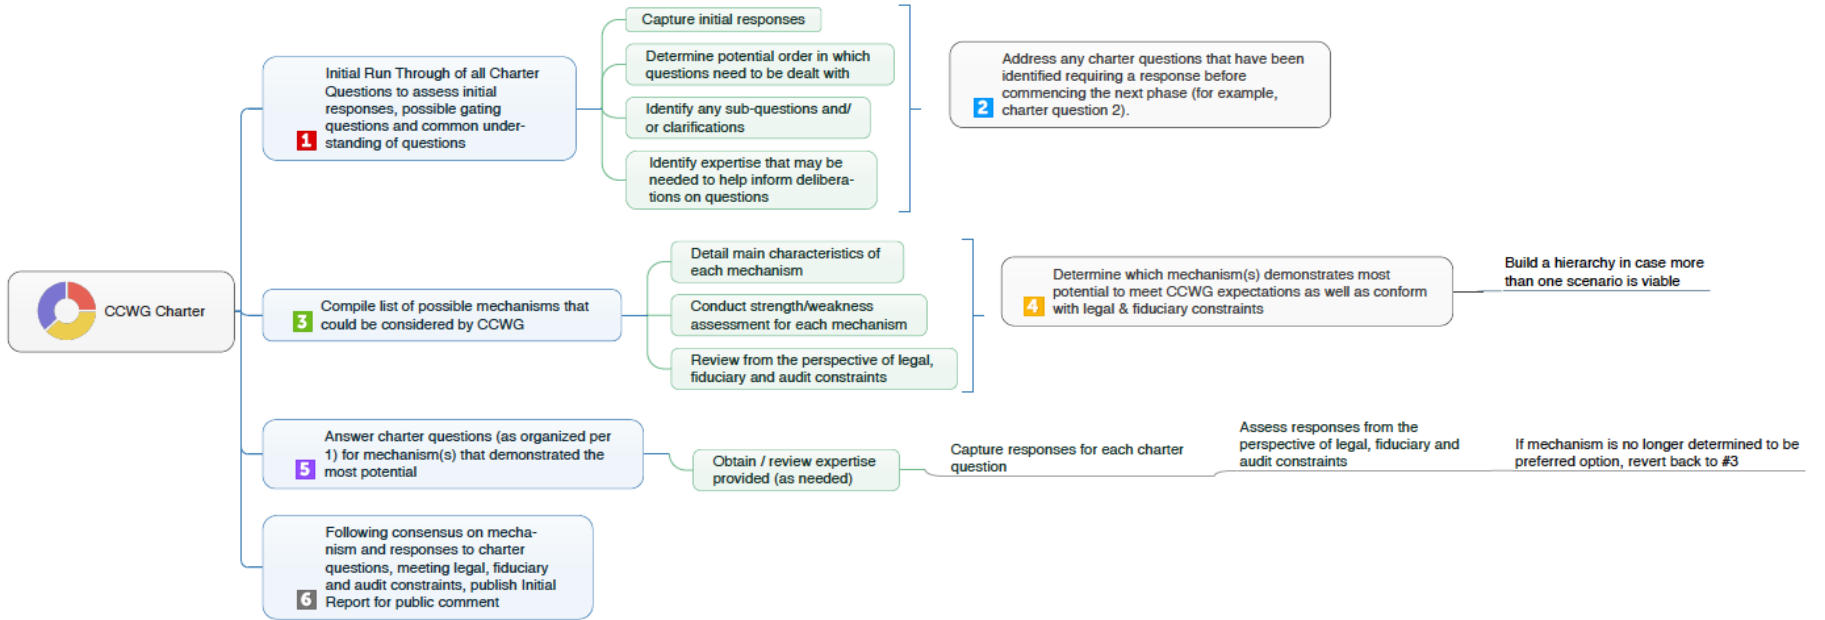 CCWG Charter
Initial Run Through of all Charter
Questions to assess initial
responses, possible gating
questions and common under-
1 standing of questions
Capture initial responses
Determine potential order in which
questions need to be dealt with
Identify any sub-questions and/
or clarifications
Identify expertise that may be
needed to help inform delibera-
tions on questions
Address any charter questions that have been
identified requiring a response before
commencing the next phase (for example,
2 charter question 2).
Compile list of possible mechanisms that
3 could be considered by CCWG
Detail main characteristics of
each mechanism
Conduct strength/weakness
assessment for each mechanism
Review from the perspective of legal,
fiduciary and audit constraints
Determine which mechanism(s) demonstrates most
potential to meet CCWG expectations as well as conform
4 with legal & fiduciary constraints
Build a hierarchy in case more
than one scenario is viable
Answer charter questions (as organized per
1) for mechanism(s) that demonstrated the
5 most potential
Obtain / review expertise
provided (as needed)
Capture responses for each charter
question
Assess responses from the
perspective of legal, fiduciary and
audit constraints
If mechanism is no longer determined to be
preferred option, revert back to #3
Following consensus on mecha-
nism and responses to charter
questions, meeting legal, fiduciary
and audit constraints, publish Initial
6 Report for public comment